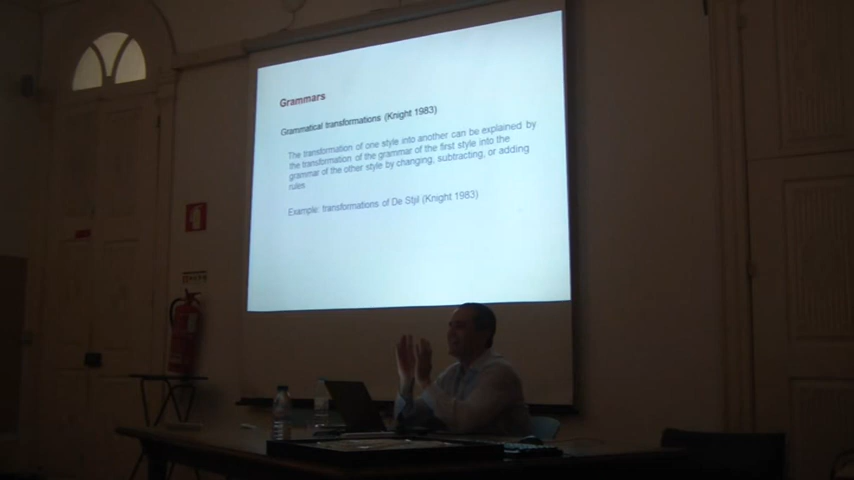 Grammars
Grammatical transformations (Knight 1983)
The transformation of one style into another can be explained by
the transformation of the grammar of the first style into the
grammar of the other style by changing, subtracting, or adding
rules
Example: transformations of De Stjil (Knight 1983)